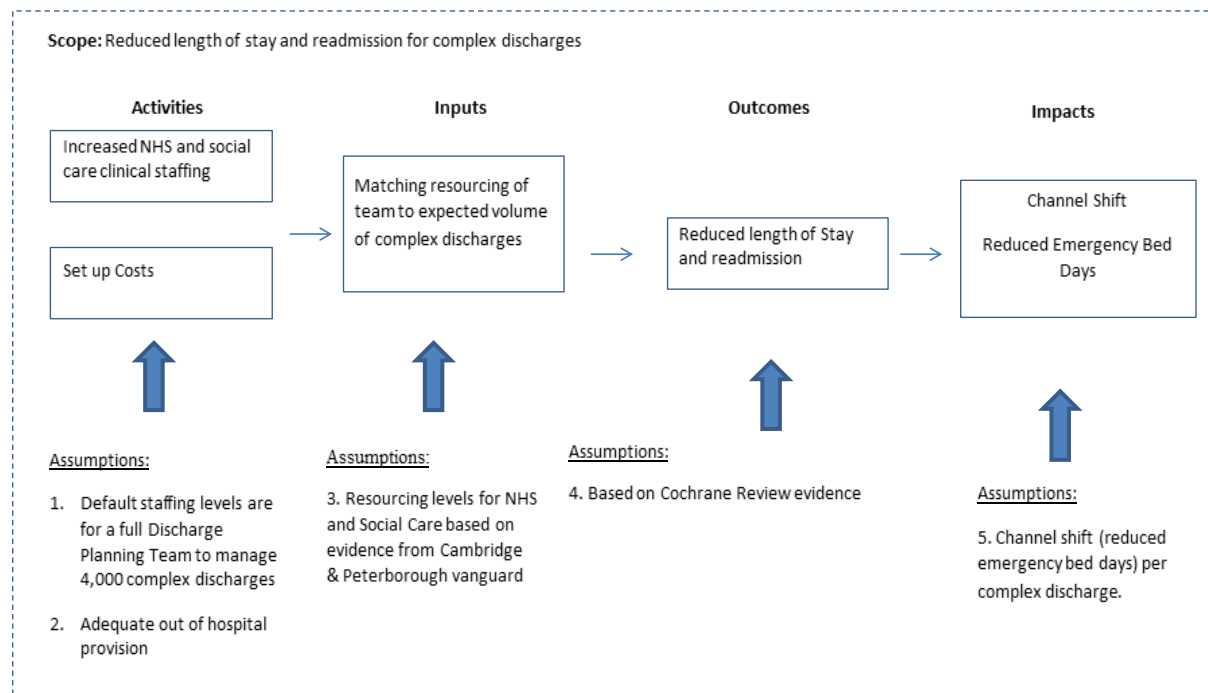 Scope: Reduced length of stay and readmission for complex discharges
Activities
Inputs
Outcomes
Impacts
Increased NHS and social
care clinical staffing
Set up Costs
Matching resourcing of
team to expected volume
of complex discharges
Reduced length of Stay
and readmission
Channel Shift
Reduced Emergency Bed
Days
Assumptions:
1. Default staffing levels are
for a full Discharge
Planning Team to manage
4,000 complex discharges
2. Adequate out of hospital
provision
Assumptions:
3. Resourcing levels for NHS
and Social Care based on
evidence from Cambridge
& Peterborough vanguard
Assumptions:
4. Based on Cochrane Review evidence
Assumptions:
5. Channel shift (reduced
emergency bed days) per
complex discharge.